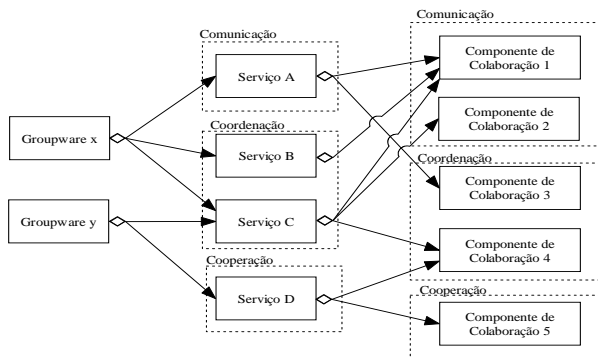 Comunicação
Comunicação
Serviço A
Componente de
Colaboração 1
Coordenação
Componente de
Colaboração 2
Groupware x
Serviço B
Coordenação
Componente de
Colaboração 3
Groupware y
Serviço C
Cooperação
Componente de
Colaboração 4
Serviço D
Cooperação
Componente de
Colaboração 5